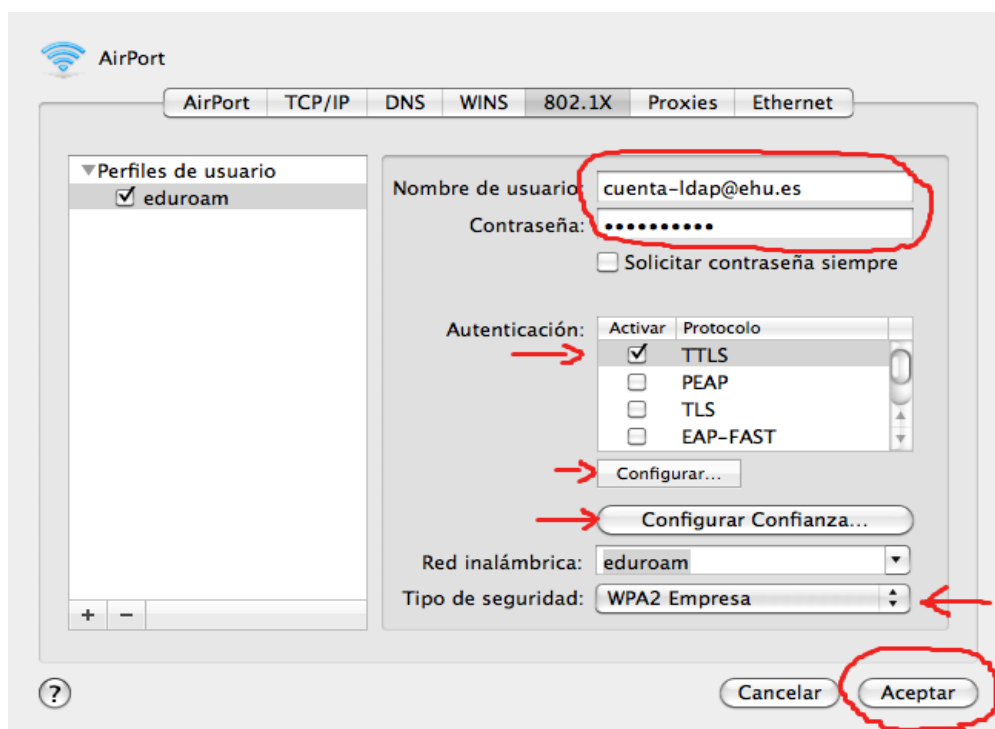 AirPort
AirPort TCP/IP DNS WINS 802.1X Proxies Ethernet
Perfiles de usuario
eduroam
Nombre de usuario: cuenta-ldap@ehu.es
Contraseña: ••••••••••
Solicitar contraseña siempre
Autenticación: Activar Protocolo
TTLS
PEAP
TLS
EAP-FAST
Configurar...
Configurar Confianza...
Red inalámbrica: eduroam
Tipo de seguridad: WPA2 Empresa
+ −
? Cancelar Aceptar